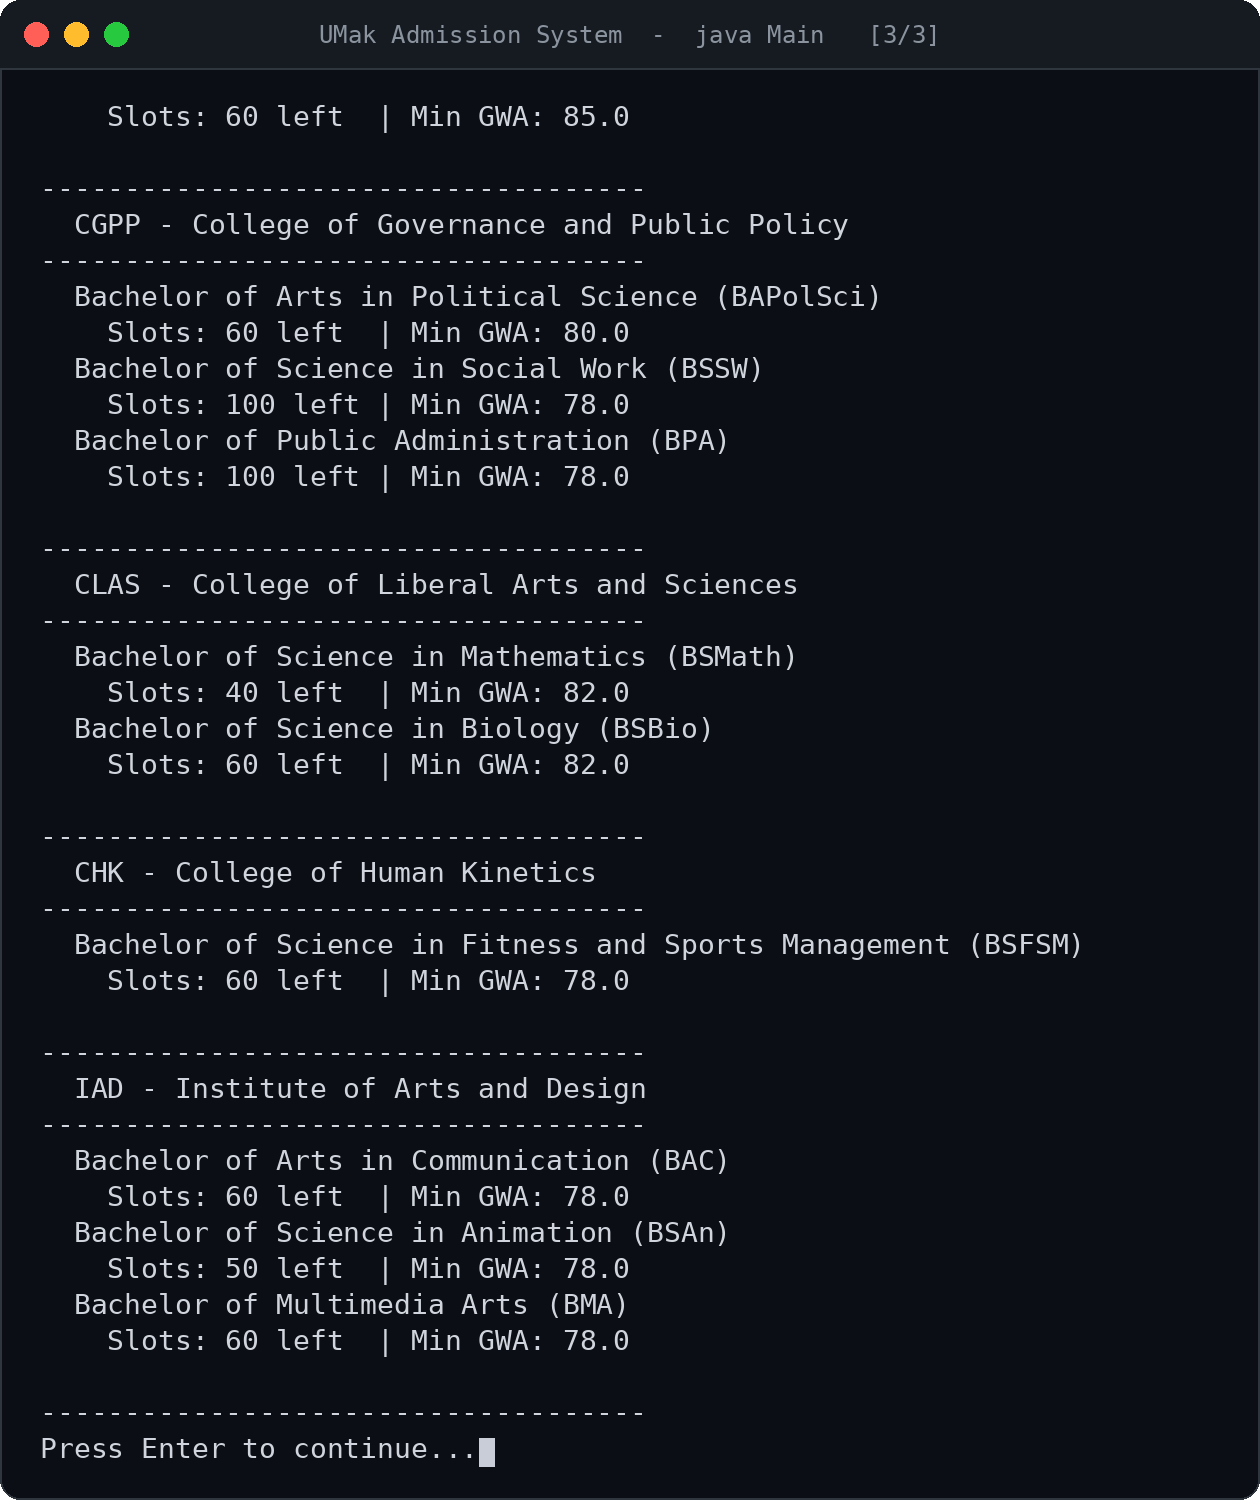 UMak Admission System  -  java Main   [3/3]
    Slots: 60 left  | Min GWA: 85.0
------------------------------------
  CGPP - College of Governance and Public Policy
------------------------------------
  Bachelor of Arts in Political Science (BAPolSci)
    Slots: 60 left  | Min GWA: 80.0
  Bachelor of Science in Social Work (BSSW)
    Slots: 100 left | Min GWA: 78.0
  Bachelor of Public Administration (BPA)
    Slots: 100 left | Min GWA: 78.0
------------------------------------
  CLAS - College of Liberal Arts and Sciences
------------------------------------
  Bachelor of Science in Mathematics (BSMath)
    Slots: 40 left  | Min GWA: 82.0
  Bachelor of Science in Biology (BSBio)
    Slots: 60 left  | Min GWA: 82.0
------------------------------------
  CHK - College of Human Kinetics
------------------------------------
  Bachelor of Science in Fitness and Sports Management (BSFSM)
    Slots: 60 left  | Min GWA: 78.0
------------------------------------
  IAD - Institute of Arts and Design
------------------------------------
  Bachelor of Arts in Communication (BAC)
    Slots: 60 left  | Min GWA: 78.0
  Bachelor of Science in Animation (BSAn)
    Slots: 50 left  | Min GWA: 78.0
  Bachelor of Multimedia Arts (BMA)
    Slots: 60 left  | Min GWA: 78.0
------------------------------------
Press Enter to continue...